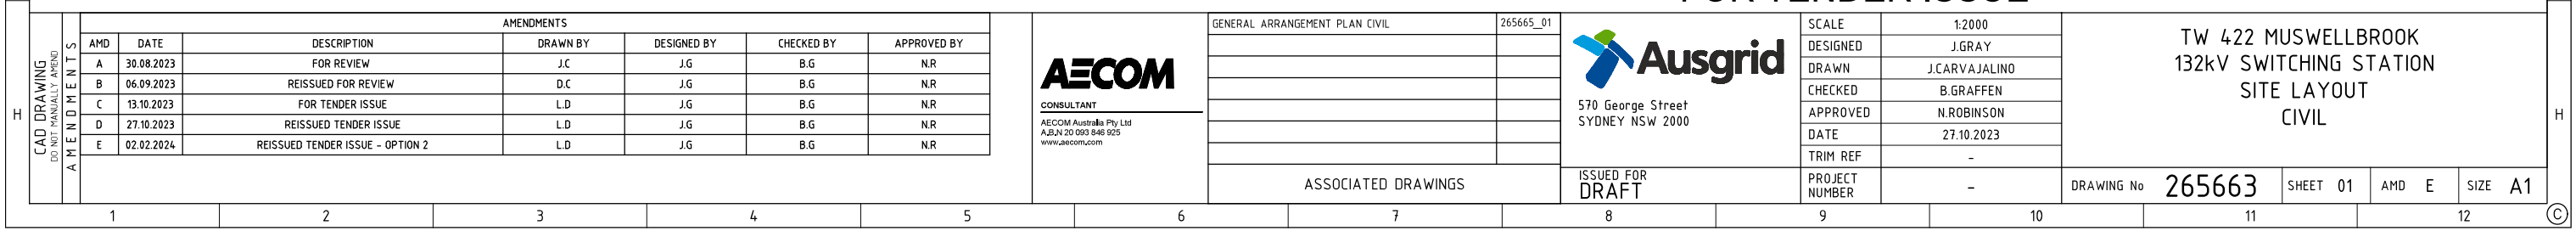 FOR TENDER ISSUE
H
CAD DRAWING
DO NOT MANUALLY AMEND
AMENDMENTS
AMENDMENTS
AMD DATE DESCRIPTION DRAWN BY DESIGNED BY CHECKED BY APPROVED BY
A 30.08.2023 FOR REVIEW J.C J.G B.G N.R
B 06.09.2023 REISSUED FOR REVIEW D.C J.G B.G N.R
C 13.10.2023 FOR TENDER ISSUE L.D J.G B.G N.R
D 27.10.2023 REISSUED TENDER ISSUE L.D J.G B.G N.R
E 02.02.2024 REISSUED TENDER ISSUE - OPTION 2 L.D J.G B.G N.R
AECOM
CONSULTANT
AECOM Australia Pty Ltd
A.B.N 20 093 846 925
www.aecom.com
GENERAL ARRANGEMENT PLAN CIVIL 265665_01
ASSOCIATED DRAWINGS
Ausgrid
570 George Street
SYDNEY NSW 2000
ISSUED FOR
DRAFT
SCALE 1:2000
DESIGNED J.GRAY
DRAWN J.CARVAJALINO
CHECKED B.GRAFFEN
APPROVED N.ROBINSON
DATE 27.10.2023
TRIM REF -
PROJECT
NUMBER -
TW 422 MUSWELLBROOK
132kV SWITCHING STATION
SITE LAYOUT
CIVIL
DRAWING No 265663 SHEET 01 AMD E SIZE A1
H
1 2 3 4 5 6 7 8 9 10 11 12 ©